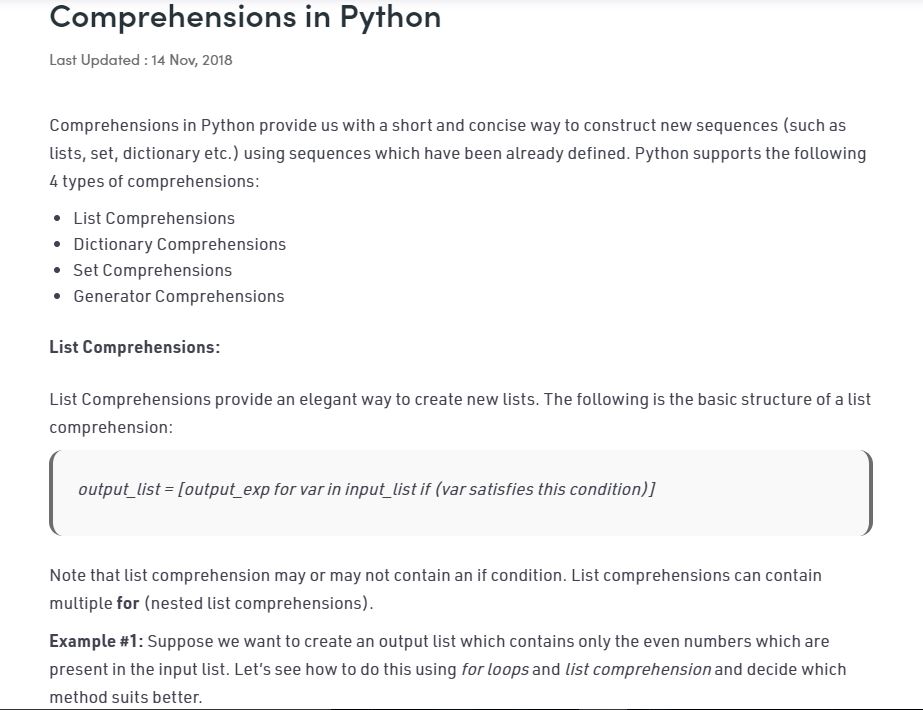 Comprehensions in Python
Last Updated : 14 Nov, 2018
Comprehensions in Python provide us with a short and concise way to construct new sequences (such as
lists, set, dictionary etc.) using sequences which have been already defined. Python supports the following
4 types of comprehensions:
• List Comprehensions
• Dictionary Comprehensions
• Set Comprehensions
• Generator Comprehensions
List Comprehensions:
List Comprehensions provide an elegant way to create new lists. The following is the basic structure of a list
comprehension:
output_list = [output_exp for var in input_list if (var satisfies this condition)]
Note that list comprehension may or may not contain an if condition. List comprehensions can contain
multiple for (nested list comprehensions).
Example #1: Suppose we want to create an output list which contains only the even numbers which are
present in the input list. Let's see how to do this using for loops and list comprehension and decide which
method suits better.